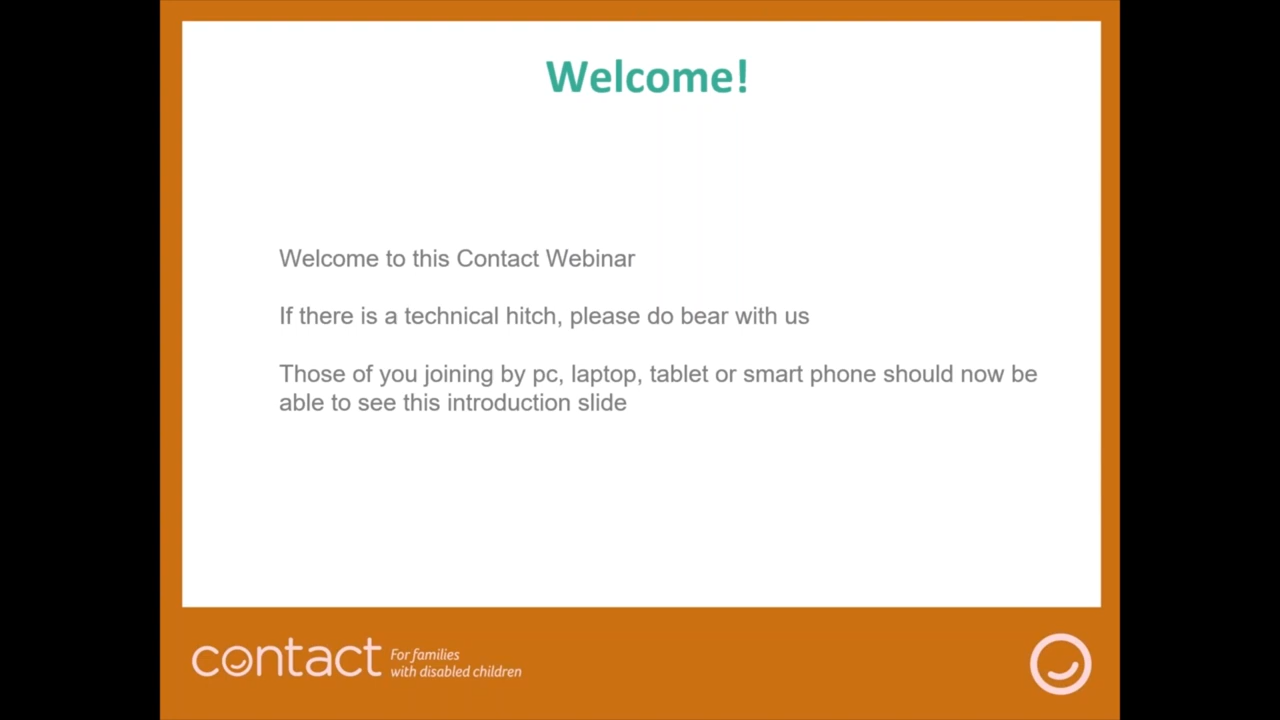 Welcome!
Welcome to this Contact Webinar
If there is a technical hitch, please do bear with us
Those of you joining by pc, laptop, tablet or smart phone should now be
able to see this introduction slide
contact
For families
with disabled children